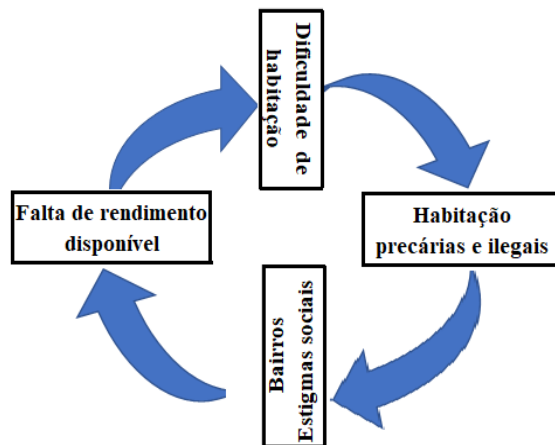 Dificuldade de
habitação
Habitação
precárias e ilegais
Bairros
Estigmas sociais
Falta de rendimento
disponível